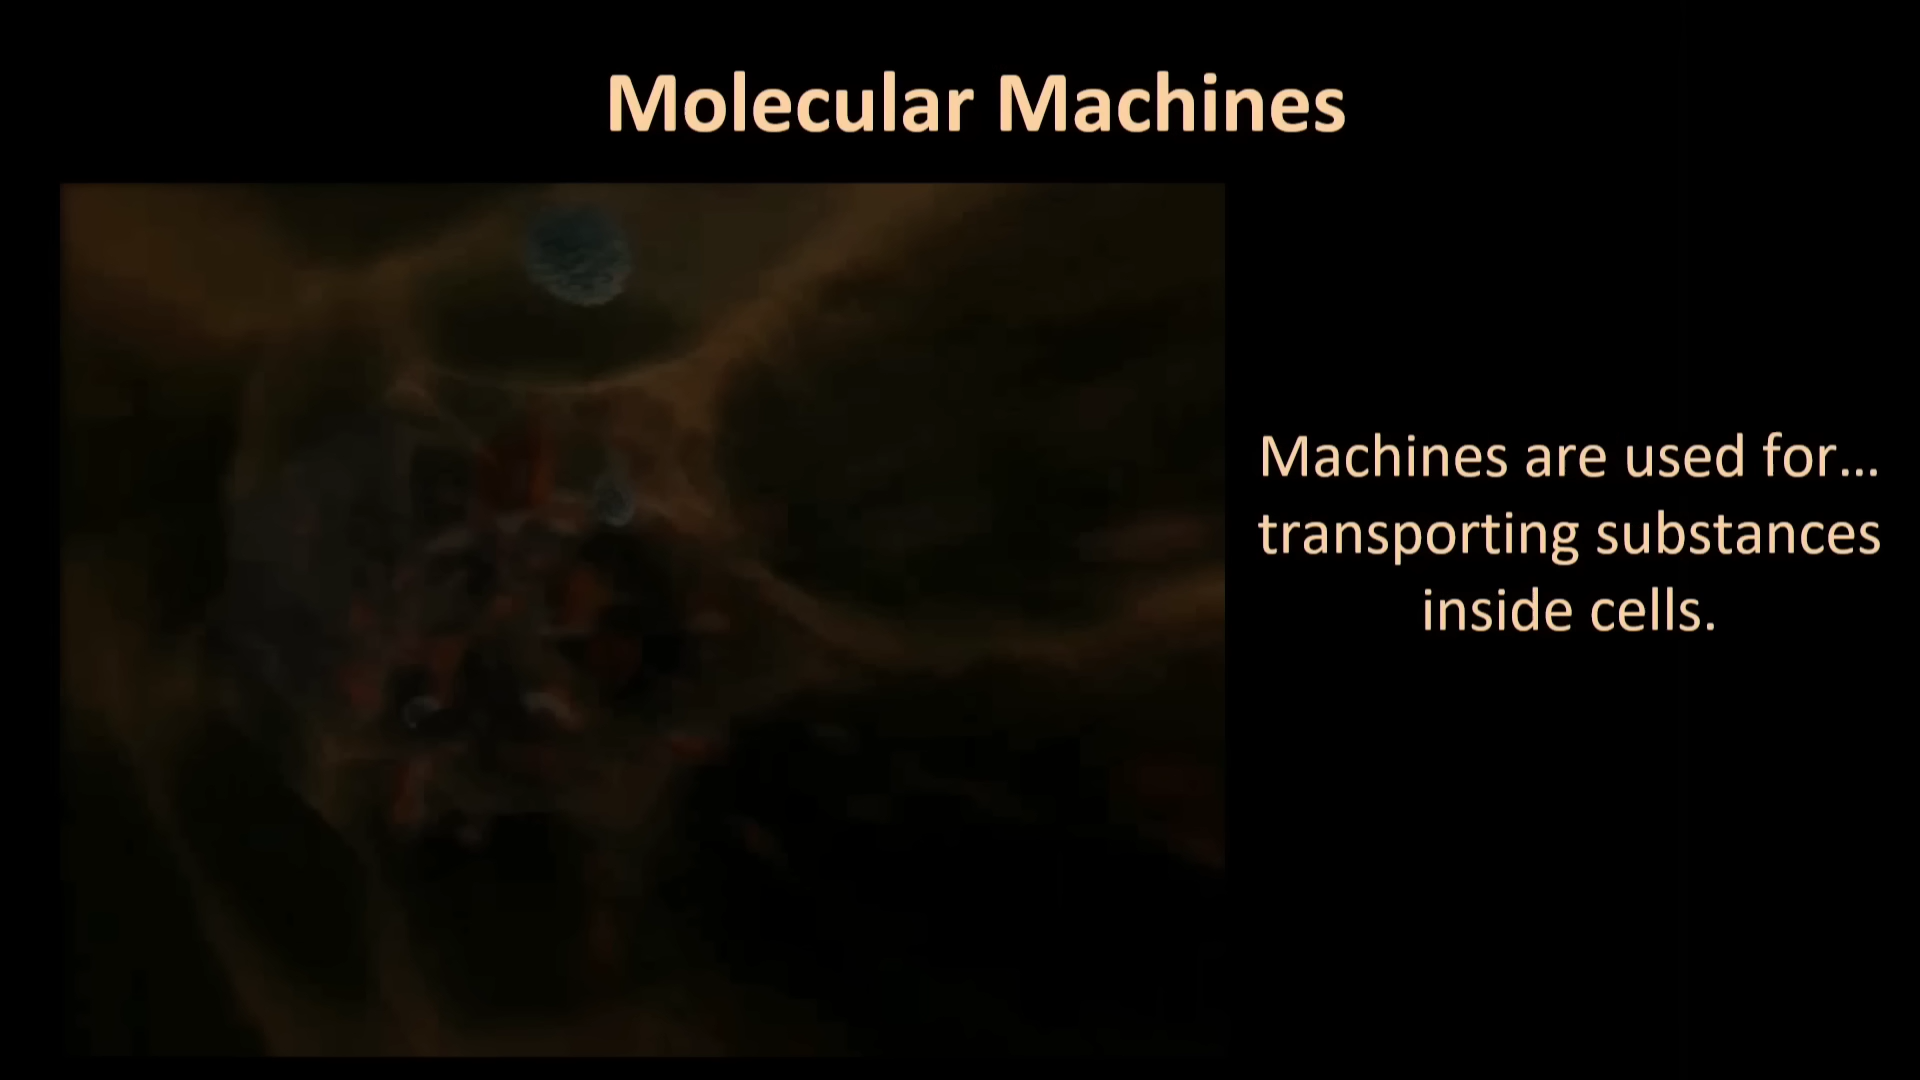 Molecular Machines
Machines are used for…
transporting substances
inside cells.